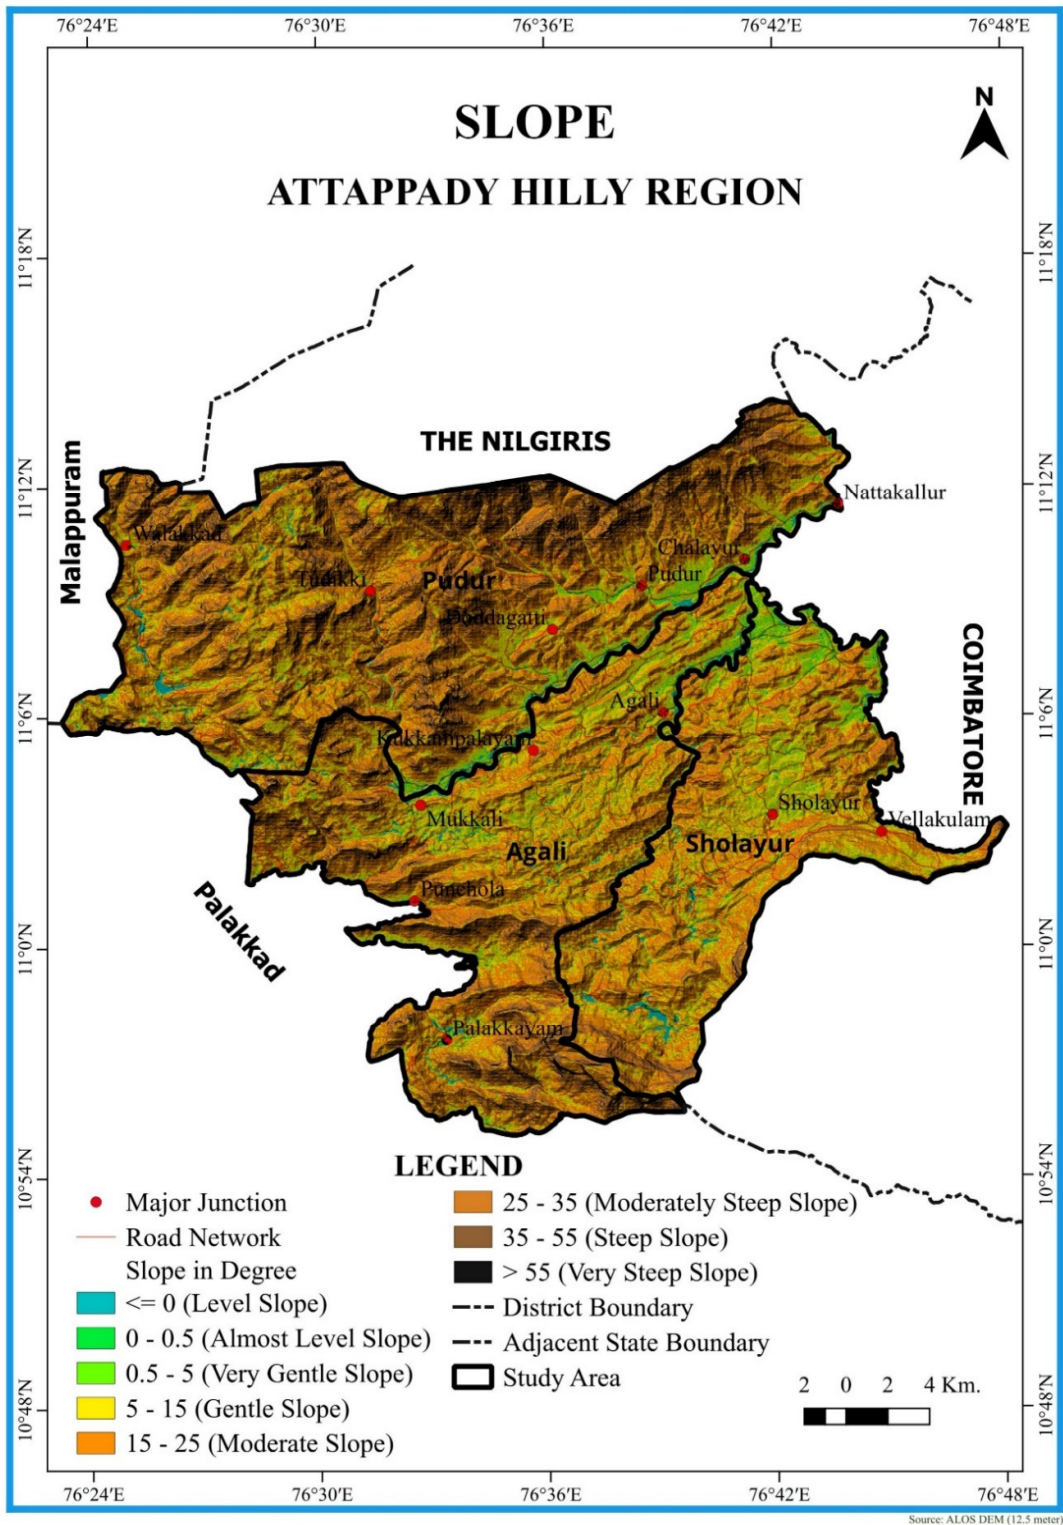 76°24′E 76°30′E 76°36′E 76°42′E 76°48′E
N
SLOPE
ATTAPPADY HILLY REGION
11°18′N 11°18′N
THE NILGIRIS
Malappuram
11°12′N 11°12′N
Nattakallur
Walakkad
Chalayur
Tudikki
Pudur
Pudur
Dondagatti
COIMBATORE
11°6′N 11°6′N
Agali
Kukkampalayam
Sholayur
Mukkali
Vellakulam
Agali
Sholayur
Punchola
Palakkad
11°0′N 11°0′N
Palakkayam
10°54′N 10°54′N
LEGEND
Major Junction
Road Network
Slope in Degree
<= 0 (Level Slope)
0 - 0.5 (Almost Level Slope)
0.5 - 5 (Very Gentle Slope)
5 - 15 (Gentle Slope)
15 - 25 (Moderate Slope)
25 - 35 (Moderately Steep Slope)
35 - 55 (Steep Slope)
> 55 (Very Steep Slope)
District Boundary
Adjacent State Boundary
Study Area
2 0 2 4 Km.
10°48′N 10°48′N
76°24′E 76°30′E 76°36′E 76°42′E 76°48′E
Source: ALOS DEM (12.5 meter)